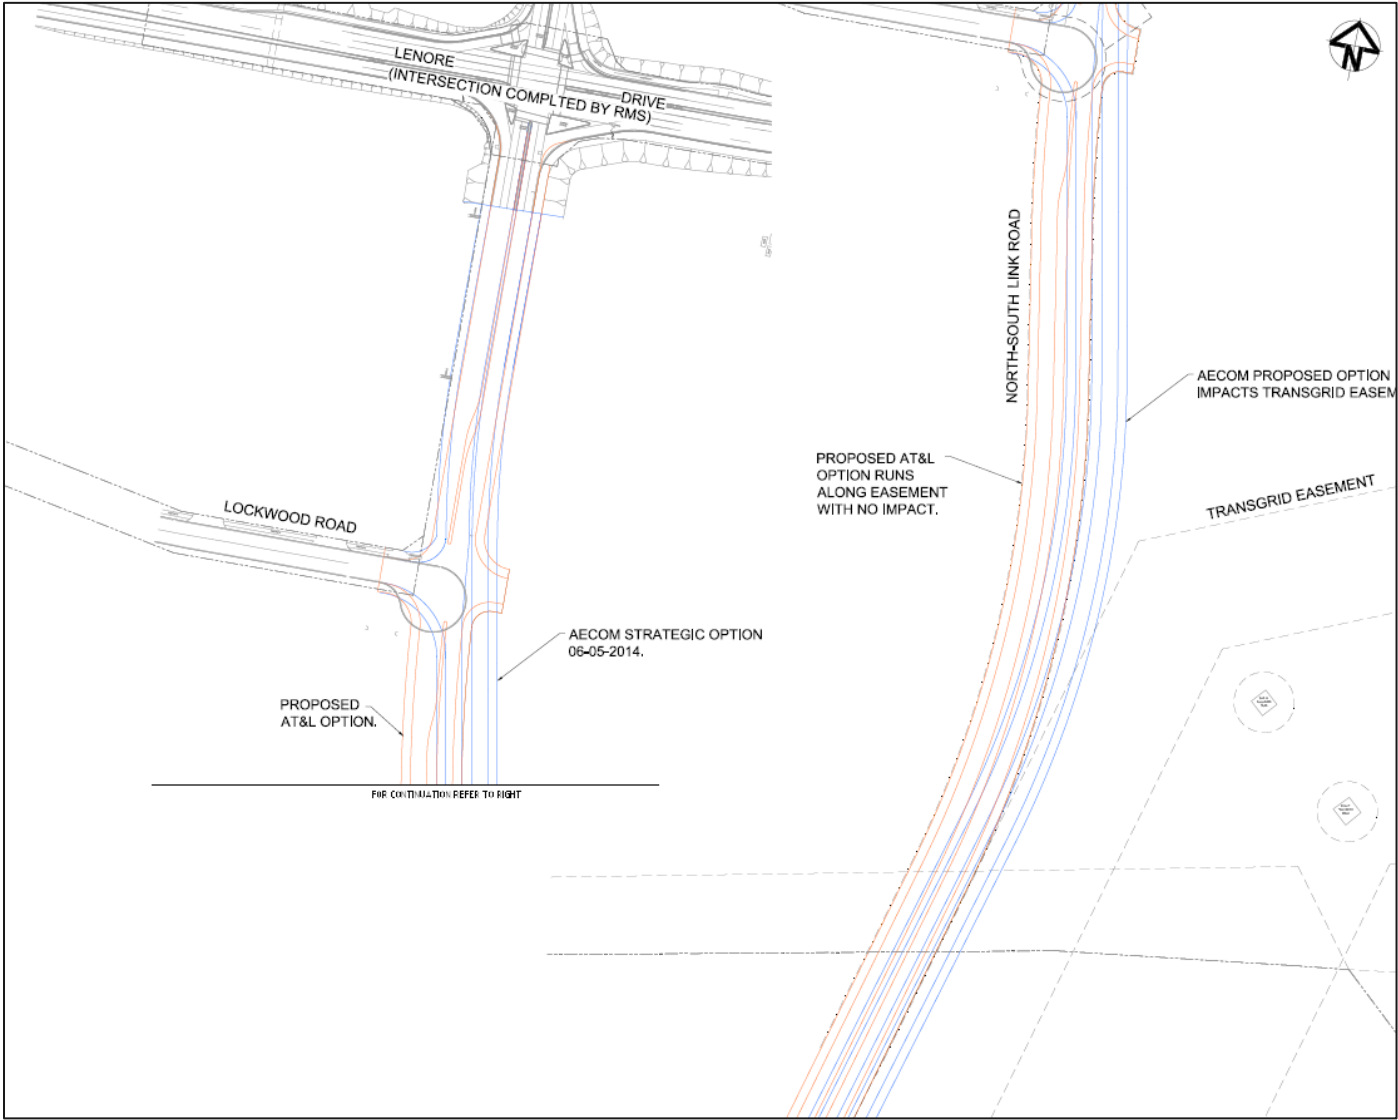 LENORE
DRIVE
(INTERSECTION COMPLTED BY RMS)
LOCKWOOD ROAD
AECOM STRATEGIC OPTION
06-05-2014.
PROPOSED
AT&L OPTION.
FOR CONTINUATION REFER TO RIGHT
N
NORTH-SOUTH LINK ROAD
AECOM PROPOSED OPTION
IMPACTS TRANSGRID EASEM
PROPOSED AT&L
OPTION RUNS
ALONG EASEMENT
WITH NO IMPACT.
TRANSGRID EASEMENT